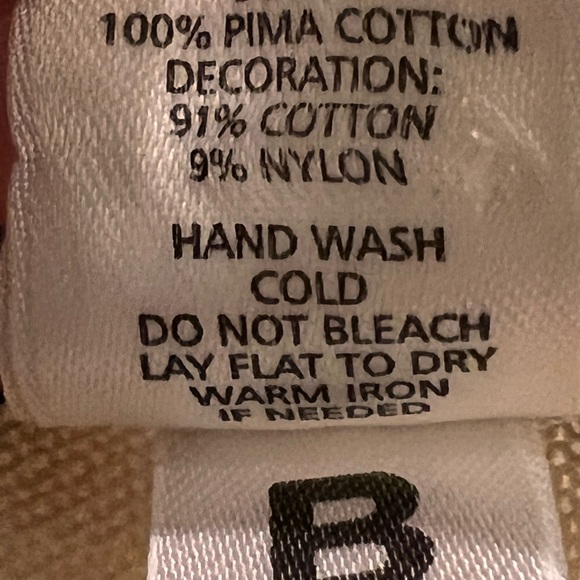 100% PIMA COTTON
DECORATION:
91% COTTON
9% NYLON
HAND WASH
COLD
DO NOT BLEACH
LAY FLAT TO DRY
WARM IRON
IF NEEDED
B